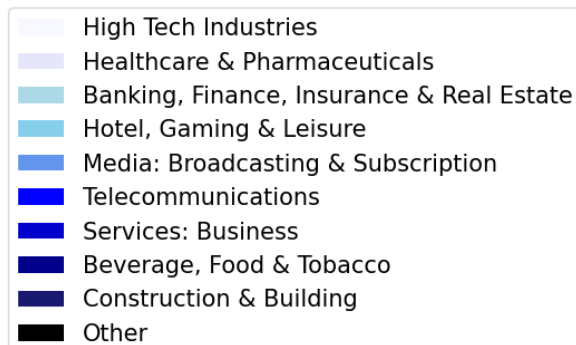 High Tech Industries
Healthcare & Pharmaceuticals
Banking, Finance, Insurance & Real Estate
Hotel, Gaming & Leisure
Media: Broadcasting & Subscription
Telecommunications
Services: Business
Beverage, Food & Tobacco
Construction & Building
Other